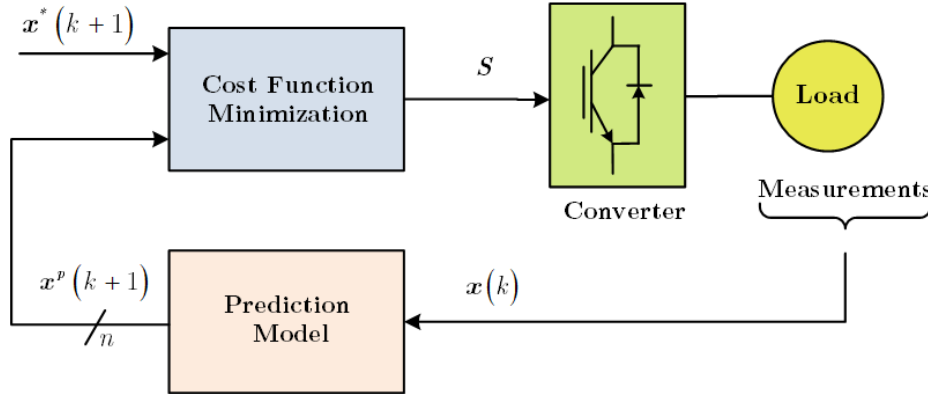 x* (k + 1)
Cost Function
Minimization
S
Converter
Load
Measurements
x^p (k + 1)
n
Prediction
Model
x(k)